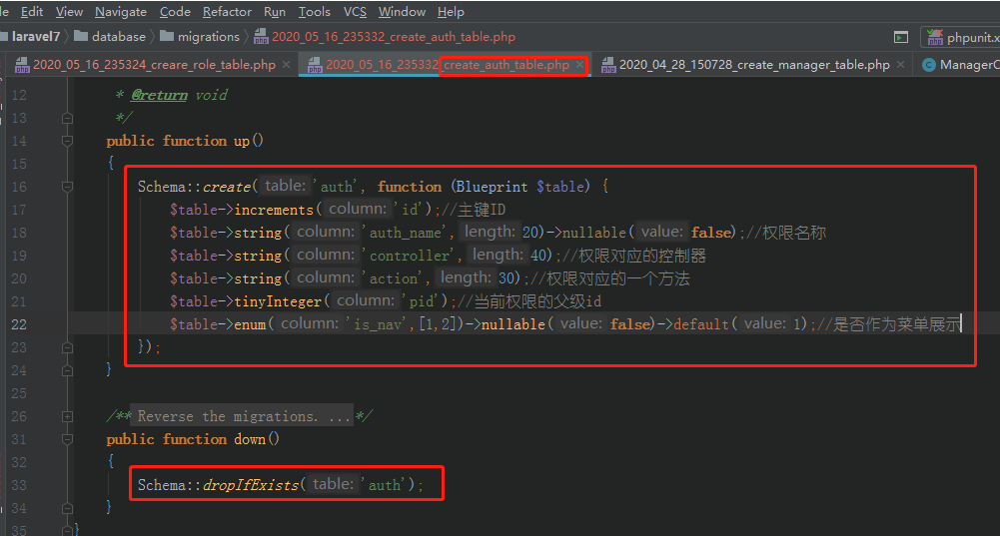 le Edit View Navigate Code Refactor Run Tools VCS Window Help
laravel7 database migrations 2020_05_16_235332_create_auth_table.php phpunit.x
2020_05_16_235324_creare_role_table.php × 2020_05_16_235332_create_auth_table.php × 2020_04_28_150728_create_manager_table.php × ManagerC
12 * @return void
13 */
14 public function up()
15 {
16 Schema::create( table: 'auth', function (Blueprint $table) {
17 $table->increments( column: 'id');//主键ID
18 $table->string( column: 'auth_name', length: 20)->nullable( value: false);//权限名称
19 $table->string( column: 'controller', length: 40);//权限对应的控制器
20 $table->string( column: 'action', length: 30);//权限对应的一个方法
21 $table->tinyInteger( column: 'pid');//当前权限的父级id
22 $table->enum( column: 'is_nav',[1,2])->nullable( value: false)->default( value: 1);//是否作为菜单展示
23 });
24 }
25
26 /** Reverse the migrations. ...*/
31 public function down()
32 {
33 Schema::dropIfExists( table: 'auth');
34 }
35 }